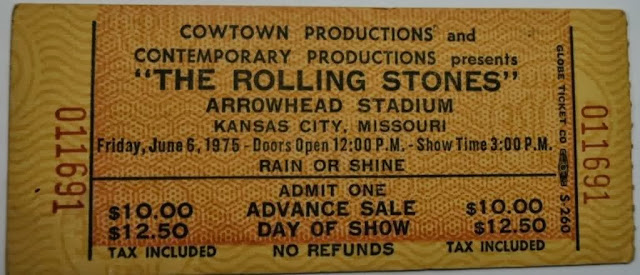 COWTOWN PRODUCTIONS and
CONTEMPORARY PRODUCTIONS presents
"THE ROLLING STONES"
ARROWHEAD STADIUM
KANSAS CITY, MISSOURI
Friday, June 6, 1975 - Doors Open 12:00 P.M. - Show Time 3:00 P.M.
RAIN OR SHINE
ADMIT ONE
$10.00 ADVANCE SALE $10.00
$12.50 DAY OF SHOW $12.50
TAX INCLUDED NO REFUNDS TAX INCLUDED
011691
GLOBE TICKET CO
S-260
011691